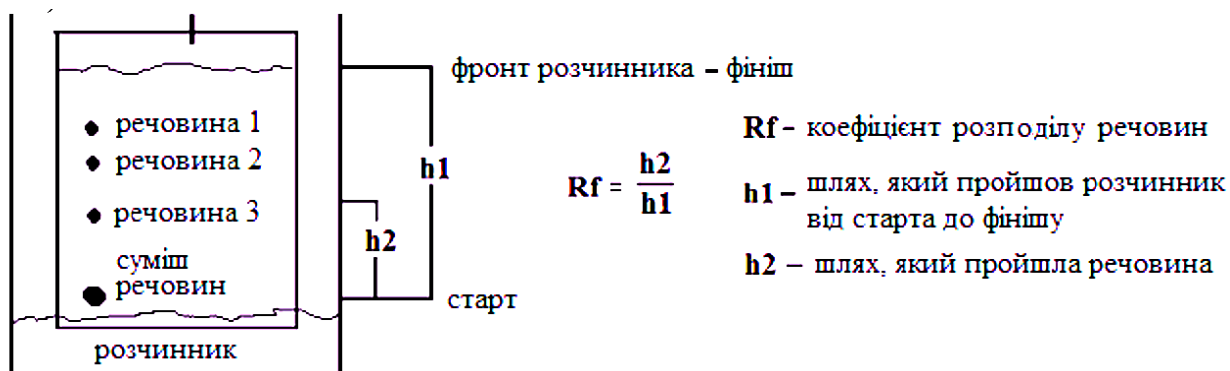 фронт розчинника – фініш
речовина 1
речовина 2
речовина 3
суміш
речовин
розчинник
h1
h2
старт
Rf = h2
h1
Rf – коефіцієнт розподілу речовин
h1 – шлях, який пройшов розчинник
від старта до фінішу
h2 – шлях, який пройшла речовина